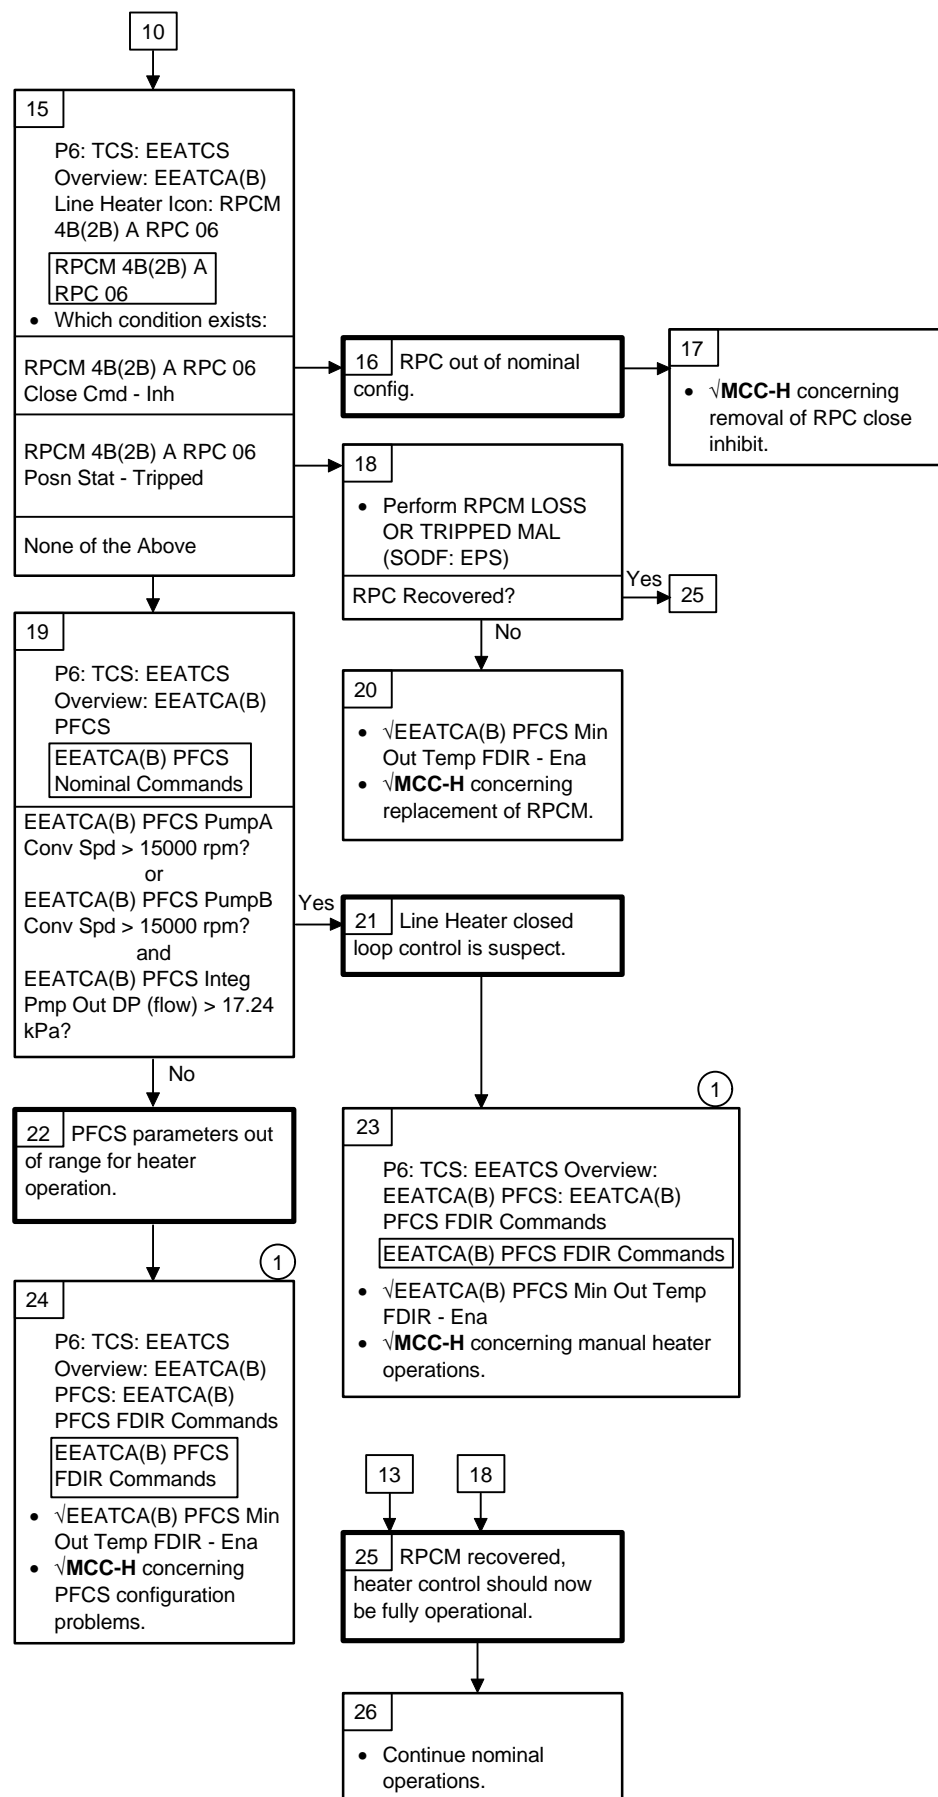 10
15
P6: TCS: EEATCS
Overview: EEATCA(B)
Line Heater Icon: RPCM
4B(2B) A RPC 06
RPCM 4B(2B) A
RPC 06
• Which condition exists:
RPCM 4B(2B) A RPC 06
Close Cmd - Inh
RPCM 4B(2B) A RPC 06
Posn Stat - Tripped
None of the Above
16 RPC out of nominal
config.
17
• √MCC-H concerning
removal of RPC close
inhibit.
18
• Perform RPCM LOSS
OR TRIPPED MAL
(SODF: EPS)
RPC Recovered?
Yes
25
No
19
P6: TCS: EEATCS
Overview: EEATCA(B)
PFCS
EEATCA(B) PFCS
Nominal Commands
EEATCA(B) PFCS PumpA
Conv Spd > 15000 rpm?
or
EEATCA(B) PFCS PumpB
Conv Spd > 15000 rpm?
and
EEATCA(B) PFCS Integ
Pmp Out DP (flow) > 17.24
kPa?
Yes
No
20
• √EEATCA(B) PFCS Min
Out Temp FDIR - Ena
• √MCC-H concerning
replacement of RPCM.
21 Line Heater closed
loop control is suspect.
22 PFCS parameters out
of range for heater
operation.
1
23
P6: TCS: EEATCS Overview:
EEATCA(B) PFCS: EEATCA(B)
PFCS FDIR Commands
EEATCA(B) PFCS FDIR Commands
• √EEATCA(B) PFCS Min Out Temp
FDIR - Ena
• √MCC-H concerning manual heater
operations.
1
24
P6: TCS: EEATCS
Overview: EEATCA(B)
PFCS: EEATCA(B)
PFCS FDIR Commands
EEATCA(B) PFCS
FDIR Commands
• √EEATCA(B) PFCS Min
Out Temp FDIR - Ena
• √MCC-H concerning
PFCS configuration
problems.
13
18
25 RPCM recovered,
heater control should now
be fully operational.
26
• Continue nominal
operations.